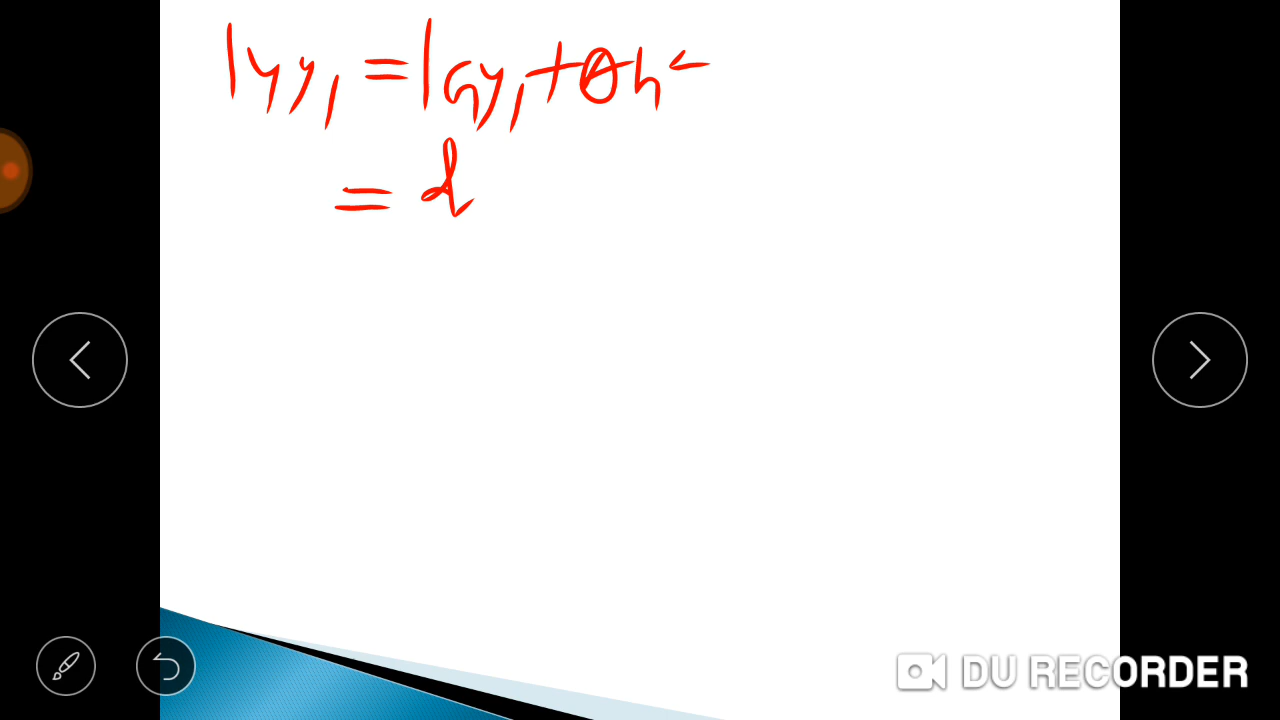 Iyy₁ = IGy₁ + ah²
= d
DU RECORDER